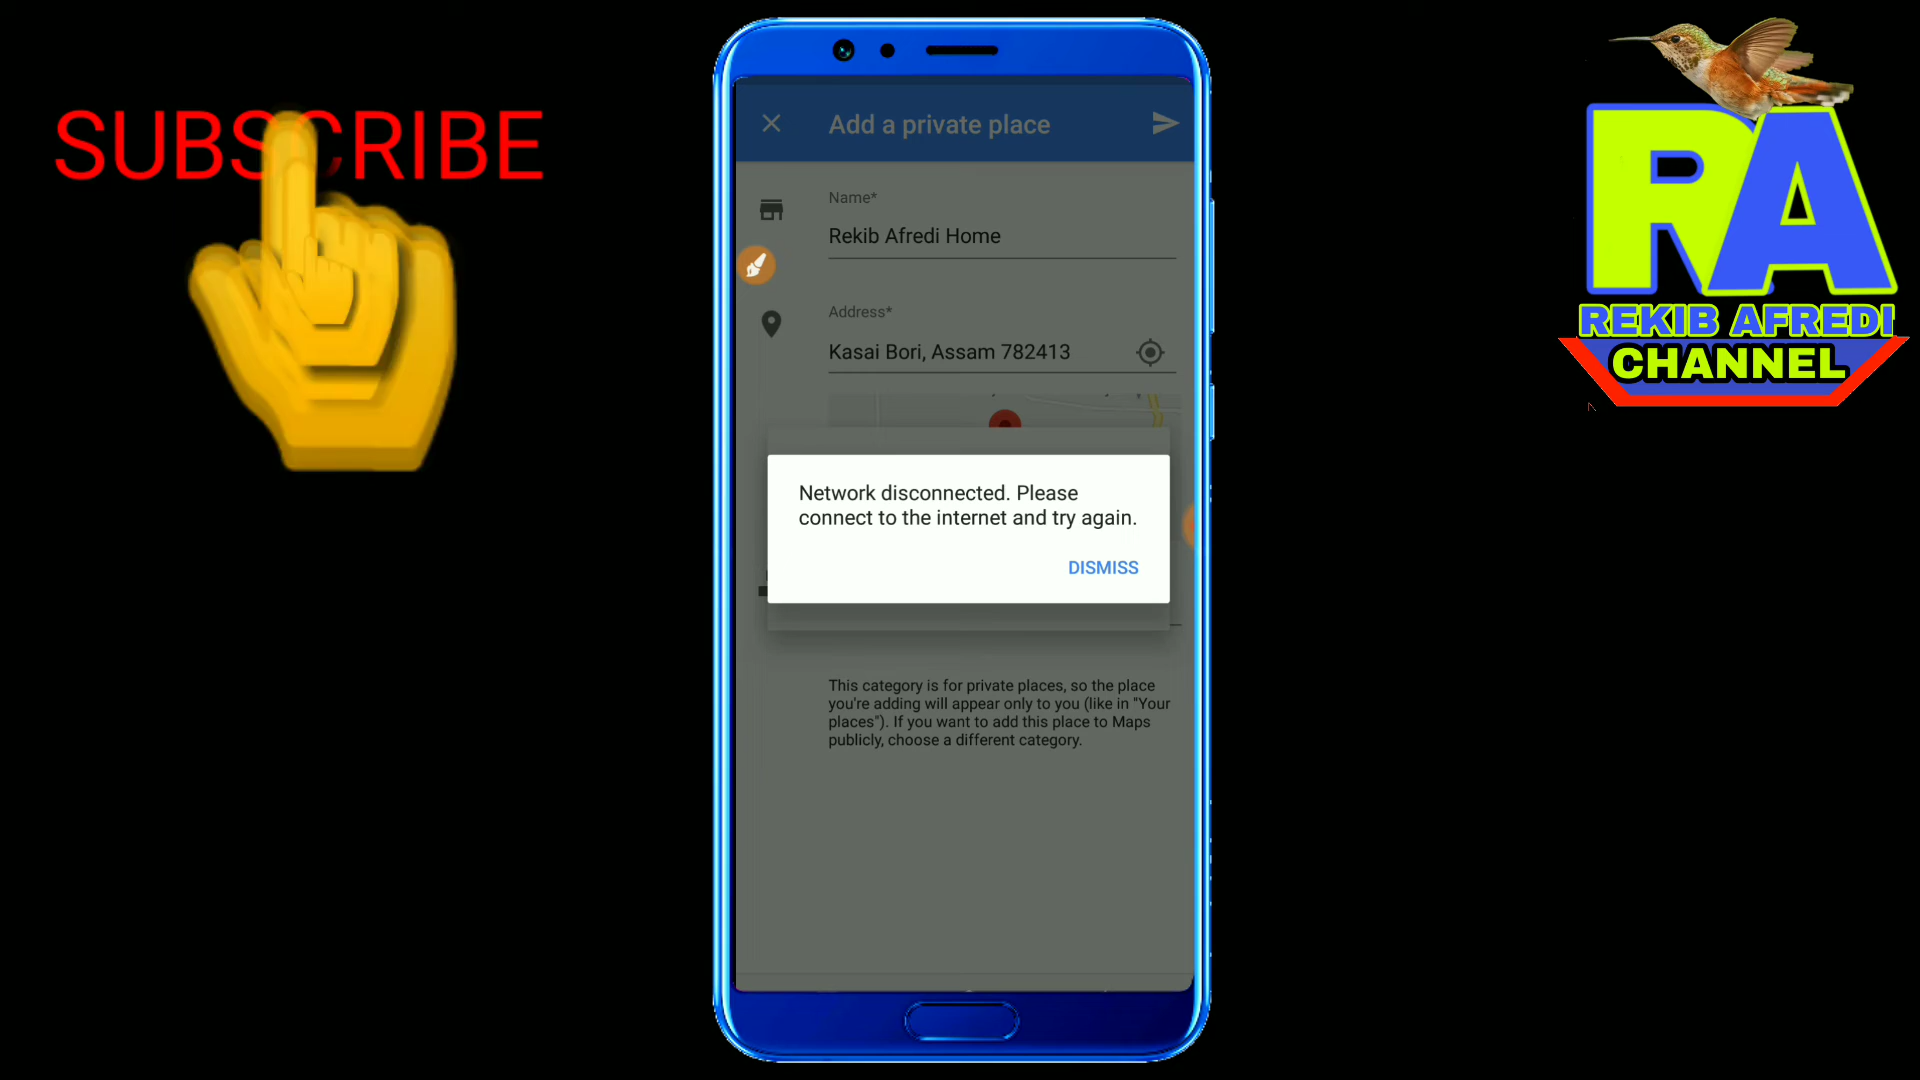 SUBSCRIBE
Add a private place
Name*
Rekib Afredi Home
Address*
Kasai Bori, Assam 782413
Network disconnected. Please
connect to the internet and try again.
DISMISS
This category is for private places, so the place
you're adding will appear only to you (like in "Your
places"). If you want to add this place to Maps
publicly, choose a different category.
RA
REKIB AFREDI
CHANNEL